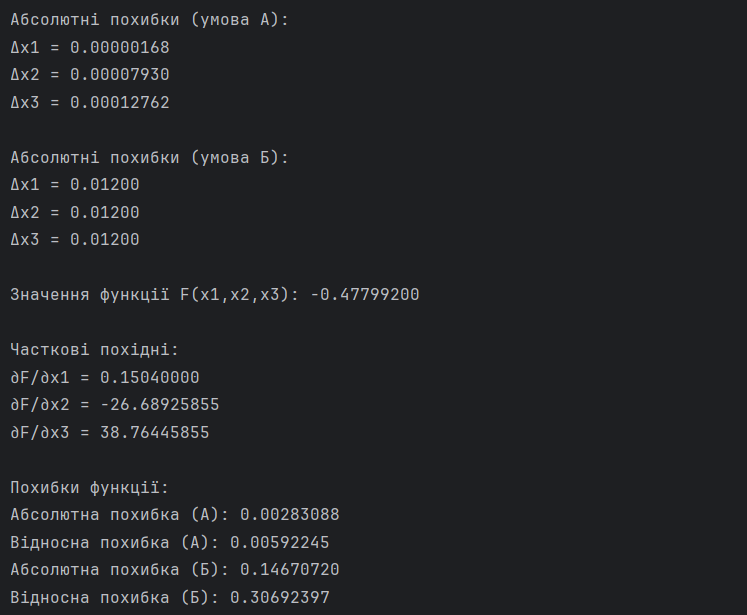 Абсолютні похибки (умова А):
Δx1 = 0.00000168
Δx2 = 0.00007930
Δx3 = 0.00012762
Абсолютні похибки (умова Б):
Δx1 = 0.01200
Δx2 = 0.01200
Δx3 = 0.01200
Значення функції F(x1,x2,x3): -0.47799200
Часткові похідні:
∂F/∂x1 = 0.15040000
∂F/∂x2 = -26.68925855
∂F/∂x3 = 38.76445855
Похибки функції:
Абсолютна похибка (А): 0.00283088
Відносна похибка (А): 0.00592245
Абсолютна похибка (Б): 0.14670720
Відносна похибка (Б): 0.30692397